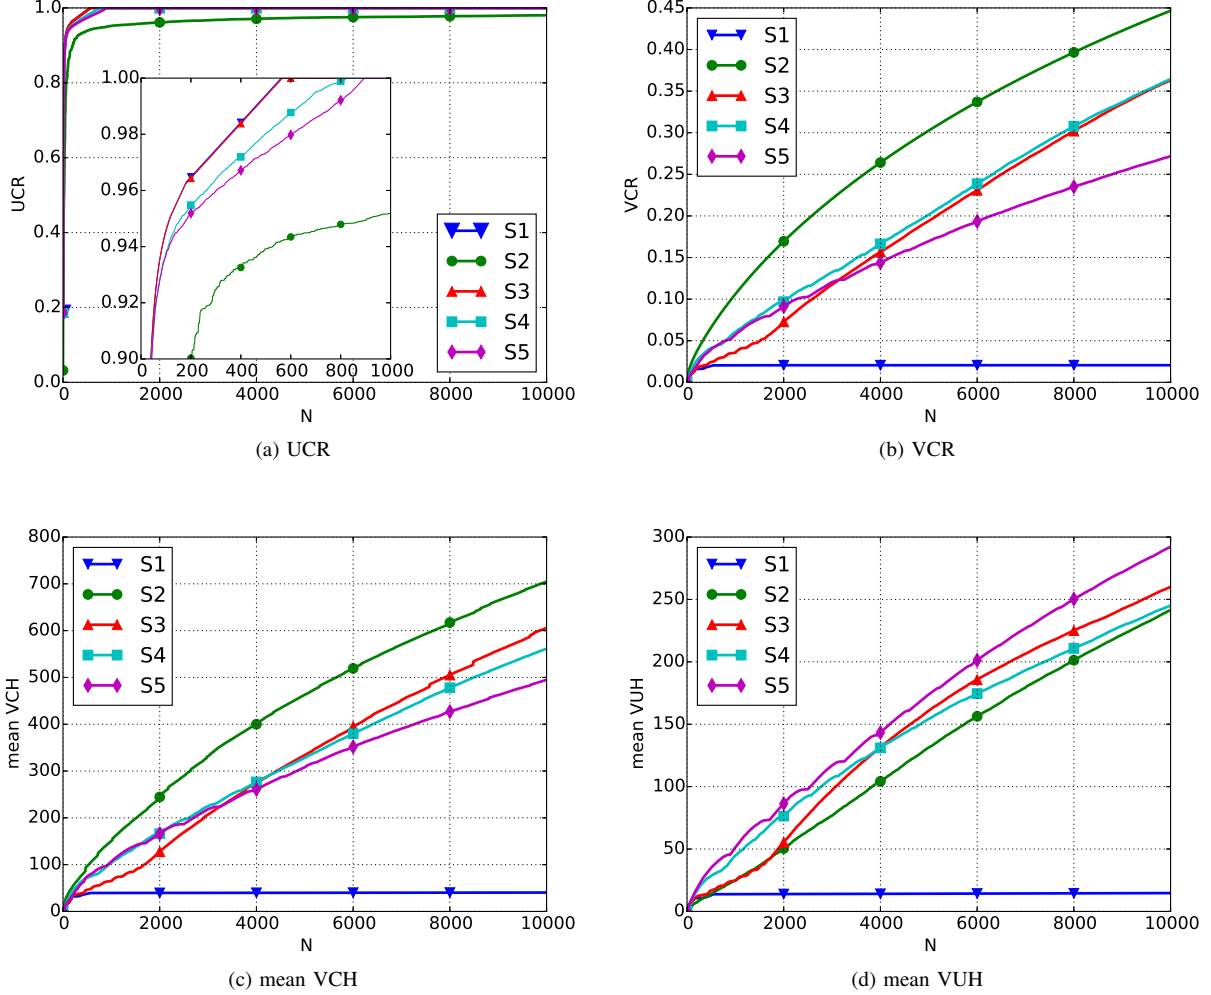 1.0
0.8
0.6
0.4
0.2
0.0
UCR
1.00
0.98
0.96
0.94
0.92
0.90
0 200 400 600 800 1000
S1
S2
S3
S4
S5
0 2000 4000 6000 8000 10000
N
(a) UCR
0.45
0.40
0.35
0.30
0.25
0.20
0.15
0.10
0.05
0.00
VCR
S1
S2
S3
S4
S5
0 2000 4000 6000 8000 10000
N
(b) VCR
800
700
600
500
400
300
200
100
0
mean VCH
S1
S2
S3
S4
S5
0 2000 4000 6000 8000 10000
N
(c) mean VCH
300
250
200
150
100
50
0
mean VUH
S1
S2
S3
S4
S5
0 2000 4000 6000 8000 10000
N
(d) mean VUH